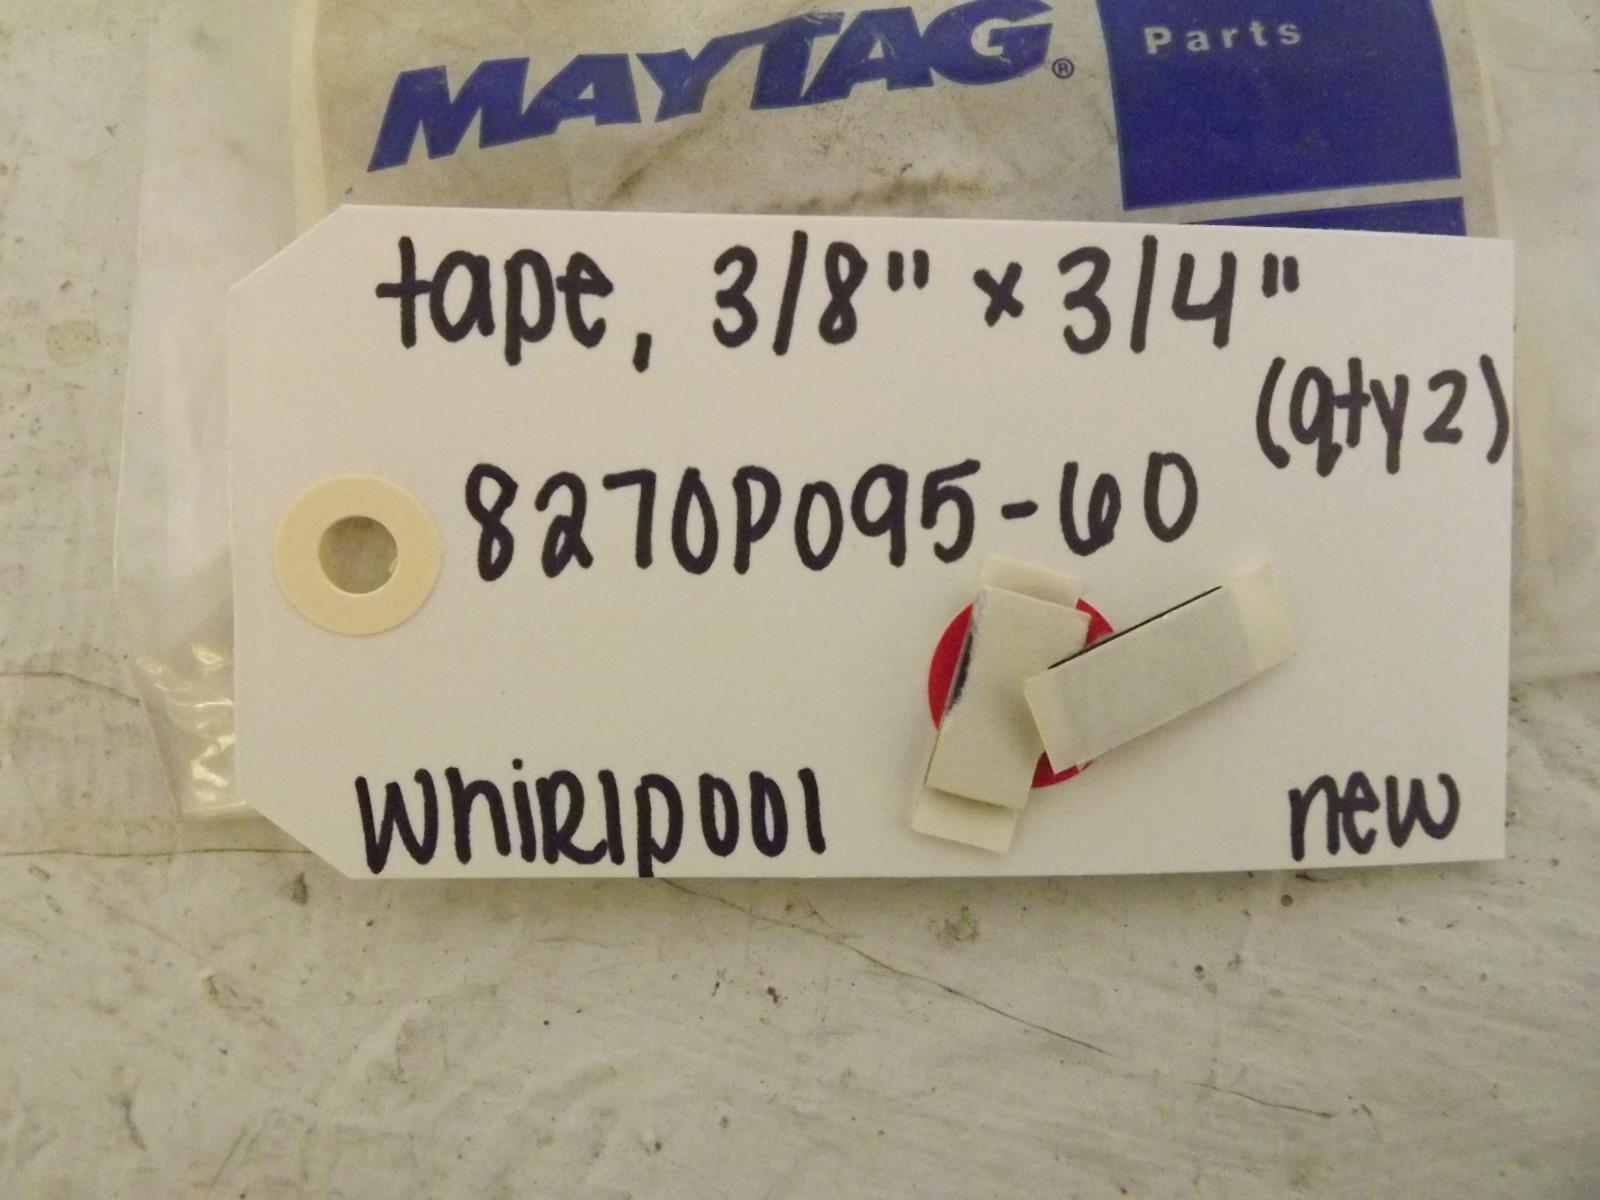 MAYTAG®
Parts
tape, 3/8" x 3/4"
(qty 2)
8270P095-60
WhiRlpool
new